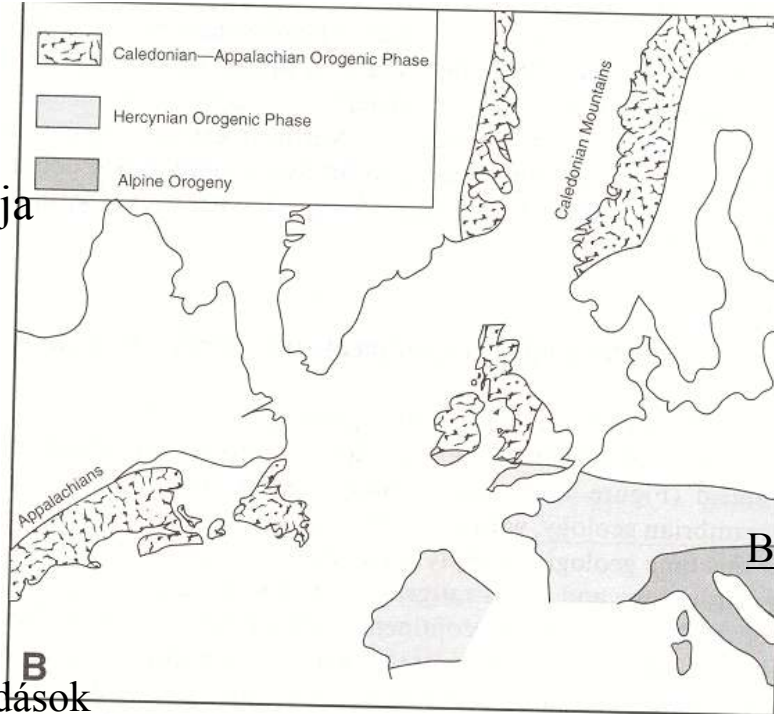 Caledonian—Appalachian Orogenic Phase
Hercynian Orogenic Phase
Alpine Orogeny
ja
Caledonian Mountains
Appalachians
B
B
dások